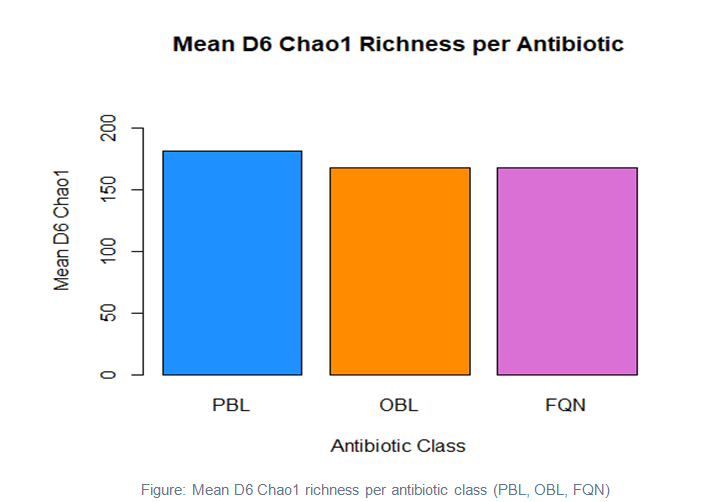 Mean D6 Chao1 Richness per Antibiotic
Mean D6 Chao1
200
150
100
50
0
PBL OBL FQN
Antibiotic Class
Figure: Mean D6 Chao1 richness per antibiotic class (PBL, OBL, FQN)